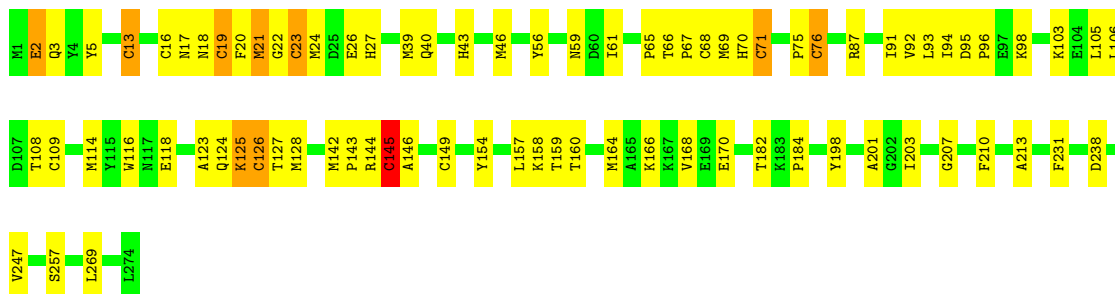 M1 E2 Q3 Y4 Y5 C13 C16 N17 N18 C19 F20 M21 G22 C23 M24 D25 E26 H27 M39 Q40 H43 M46 Y56 N59 D60 I61 P65 T66 P67 C68 M69 H70 C71 P75 C76 R87 I91 V92 L93 I94 D95 P96 E97 K98 K103 E104 L105
D107 T108 C109 M114 Y115 W116 N117 E118 A123 Q124 K125 C126 T127 M128 M142 P143 R144 C145 A146 C149 Y154 L157 K158 T159 T160 M164 A165 K166 K167 V168 E169 E170 T182 K183 P184 Y198 A201 G202 I203 G207 F210 A213 F231 D238
V247 S257 L269 L274